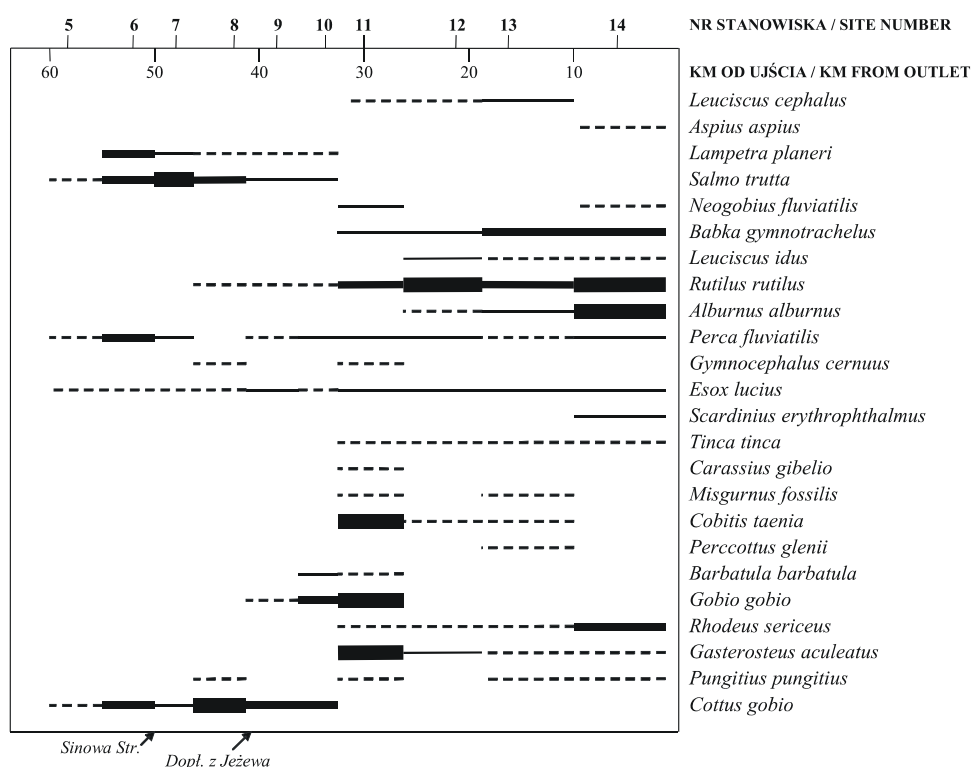 5 6 7 8 9 10 11 12 13 14 NR STANOWISKA / SITE NUMBER
60 50 40 30 20 10 KM OD UJŚCIA / KM FROM OUTLET
Leuciscus cephalus
Aspius aspius
Lampetra planeri
Salmo trutta
Neogobius fluviatilis
Babka gymnotrachelus
Leuciscus idus
Rutilus rutilus
Alburnus alburnus
Perca fluviatilis
Gymnocephalus cernuus
Esox lucius
Scardinius erythrophthalmus
Tinca tinca
Carassius gibelio
Misgurnus fossilis
Cobitis taenia
Perccottus glenii
Barbatula barbatula
Gobio gobio
Rhodeus sericeus
Gasterosteus aculeatus
Pungitius pungitius
Cottus gobio
Sinowa Str.
Dopł. z Jeżewa